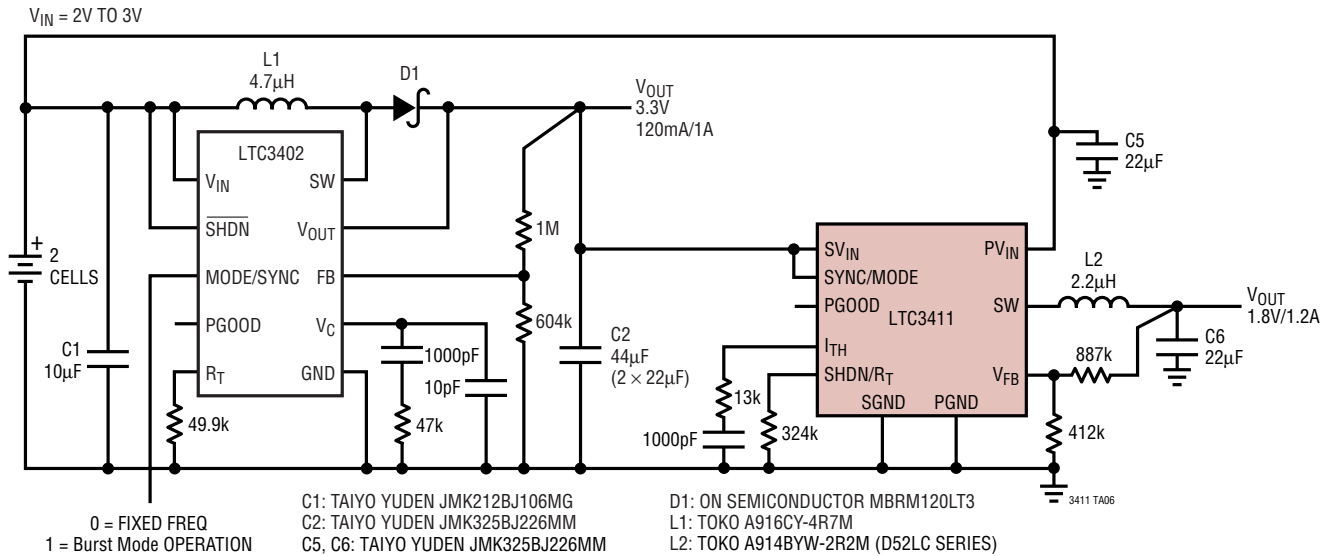 V_IN = 2V TO 3V
L1
4.7µH
D1
V_OUT
3.3V
120mA/1A
C5
22µF
LTC3402
V_IN
SW
SHDN
V_OUT
MODE/SYNC
FB
PGOOD
V_C
R_T
GND
+
2
CELLS
C1
10µF
49.9k
1000pF
10pF
47k
1M
604k
C2
44µF
(2 × 22µF)
SV_IN
PV_IN
SYNC/MODE
PGOOD
SW
LTC3411
I_TH
SHDN/R_T
V_FB
SGND
PGND
13k
1000pF
324k
L2
2.2µH
V_OUT
1.8V/1.2A
C6
22µF
887k
412k
3411 TA06
0 = FIXED FREQ
1 = Burst Mode OPERATION
C1: TAIYO YUDEN JMK212BJ106MG
C2: TAIYO YUDEN JMK325BJ226MM
C5, C6: TAIYO YUDEN JMK325BJ226MM
D1: ON SEMICONDUCTOR MBRM120LT3
L1: TOKO A916CY-4R7M
L2: TOKO A914BYW-2R2M (D52LC SERIES)